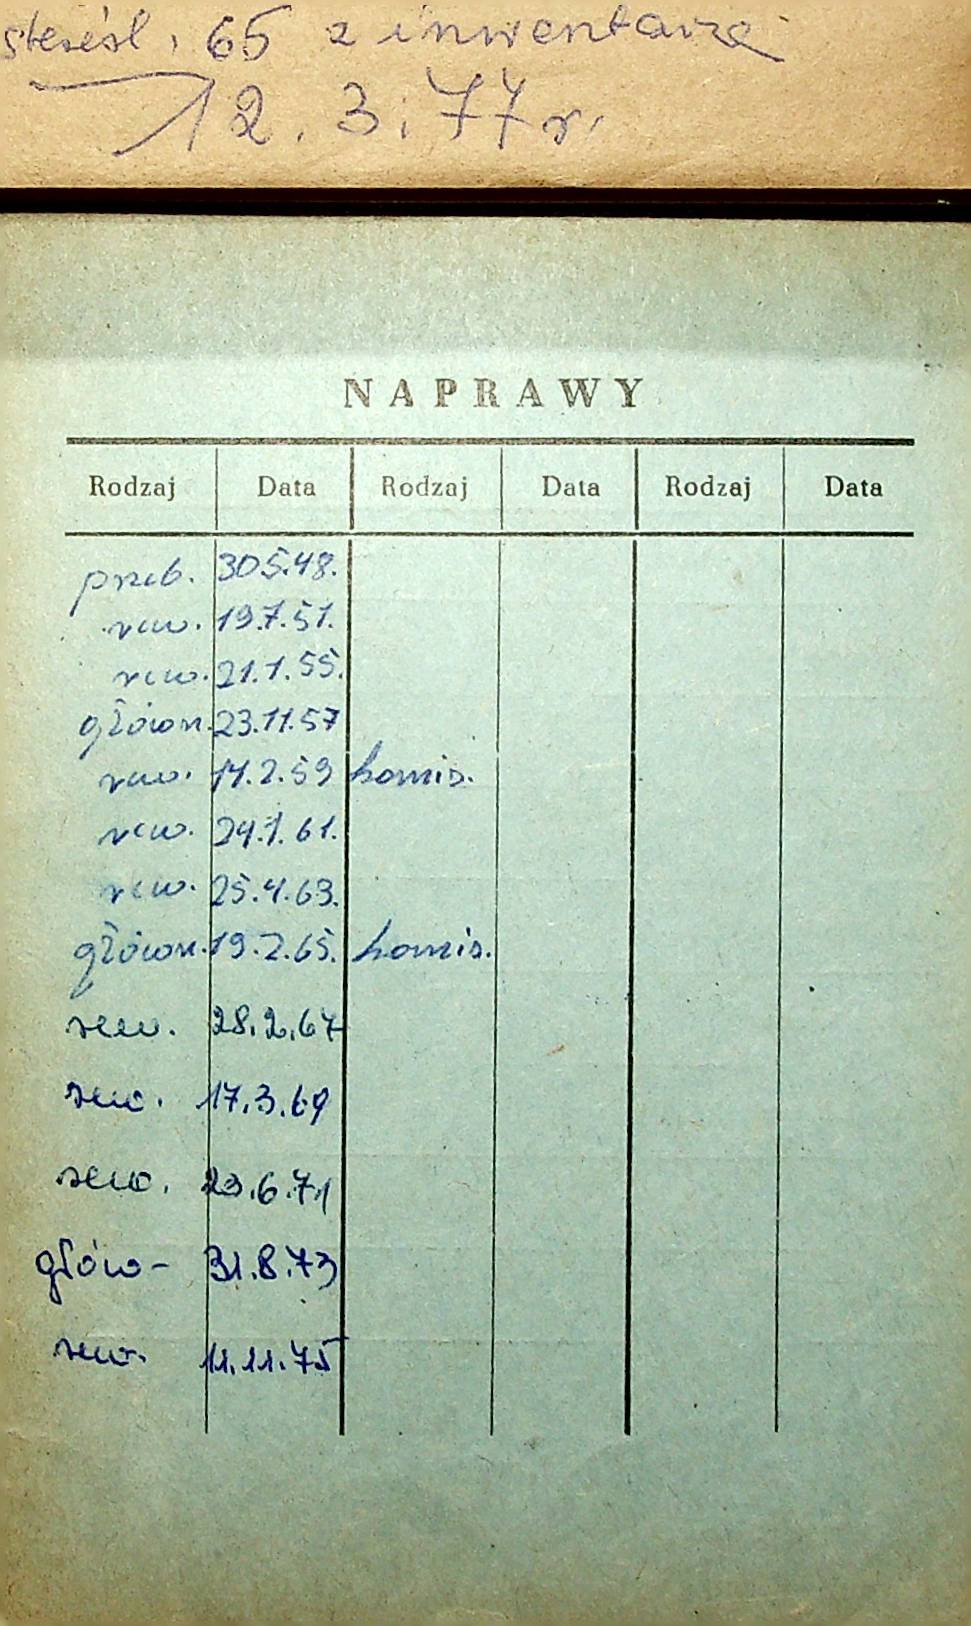 skreśl. 65 z inwentarza
12.3.77 r.
NAPRAWY
Rodzaj Data Rodzaj Data Rodzaj Data
przeb. 30.5.48.
rew. 19.7.51.
rew. 21.1.55.
główn. 23.11.57
rew. 14.2.59 komis.
rew. 24.1.61.
rew. 25.4.63.
główn. 19.2.65. komis.
rew. 28.2.67
rew. 17.3.69
rew. 23.6.71
głów- 31.8.73
rew. 11.11.75